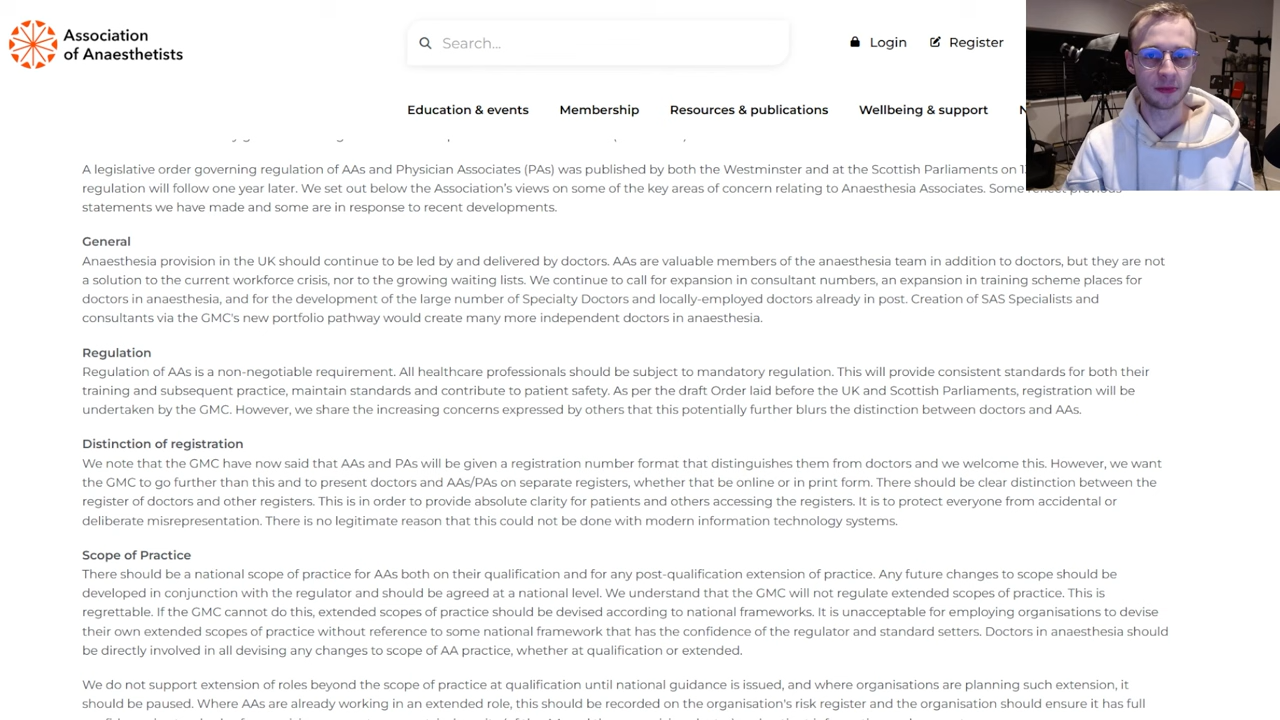 Association
of Anaesthetists
Search...
Login
Register
Education & events
Membership
Resources & publications
Wellbeing & support
A legislative order governing regulation of AAs and Physician Associates (PAs) was published by both the Westminster and at the Scottish Parliaments on
regulation will follow one year later. We set out below the Association's views on some of the key areas of concern relating to Anaesthesia Associates. Some reflect previous
statements we have made and some are in response to recent developments.
General
Anaesthesia provision in the UK should continue to be led by and delivered by doctors. AAs are valuable members of the anaesthesia team in addition to doctors, but they are not
a solution to the current workforce crisis, nor to the growing waiting lists. We continue to call for expansion in consultant numbers, an expansion in training scheme places for
doctors in anaesthesia, and for the development of the large number of Specialty Doctors and locally-employed doctors already in post. Creation of SAS Specialists and
consultants via the GMC's new portfolio pathway would create many more independent doctors in anaesthesia.
Regulation
Regulation of AAs is a non-negotiable requirement. All healthcare professionals should be subject to mandatory regulation. This will provide consistent standards for both their
training and subsequent practice, maintain standards and contribute to patient safety. As per the draft Order laid before the UK and Scottish Parliaments, registration will be
undertaken by the GMC. However, we share the increasing concerns expressed by others that this potentially further blurs the distinction between doctors and AAs.
Distinction of registration
We note that the GMC have now said that AAs and PAs will be given a registration number format that distinguishes them from doctors and we welcome this. However, we want
the GMC to go further than this and to present doctors and AAs/PAs on separate registers, whether that be online or in print form. There should be clear distinction between the
register of doctors and other registers. This is in order to provide absolute clarity for patients and others accessing the registers. It is to protect everyone from accidental or
deliberate misrepresentation. There is no legitimate reason that this could not be done with modern information technology systems.
Scope of Practice
There should be a national scope of practice for AAs both on their qualification and for any post-qualification extension of practice. Any future changes to scope should be
developed in conjunction with the regulator and should be agreed at a national level. We understand that the GMC will not regulate extended scopes of practice. This is
regrettable. If the GMC cannot do this, extended scopes of practice should be devised according to national frameworks. It is unacceptable for employing organisations to devise
their own extended scopes of practice without reference to some national framework that has the confidence of the regulator and standard setters. Doctors in anaesthesia should
be directly involved in all devising any changes to scope of AA practice, whether at qualification or extended.
We do not support extension of roles beyond the scope of practice at qualification until national guidance is issued, and where organisations are planning such extension, it
should be paused. Where AAs are already working in an extended role, this should be recorded on the organisation's risk register and the organisation should ensure it has full